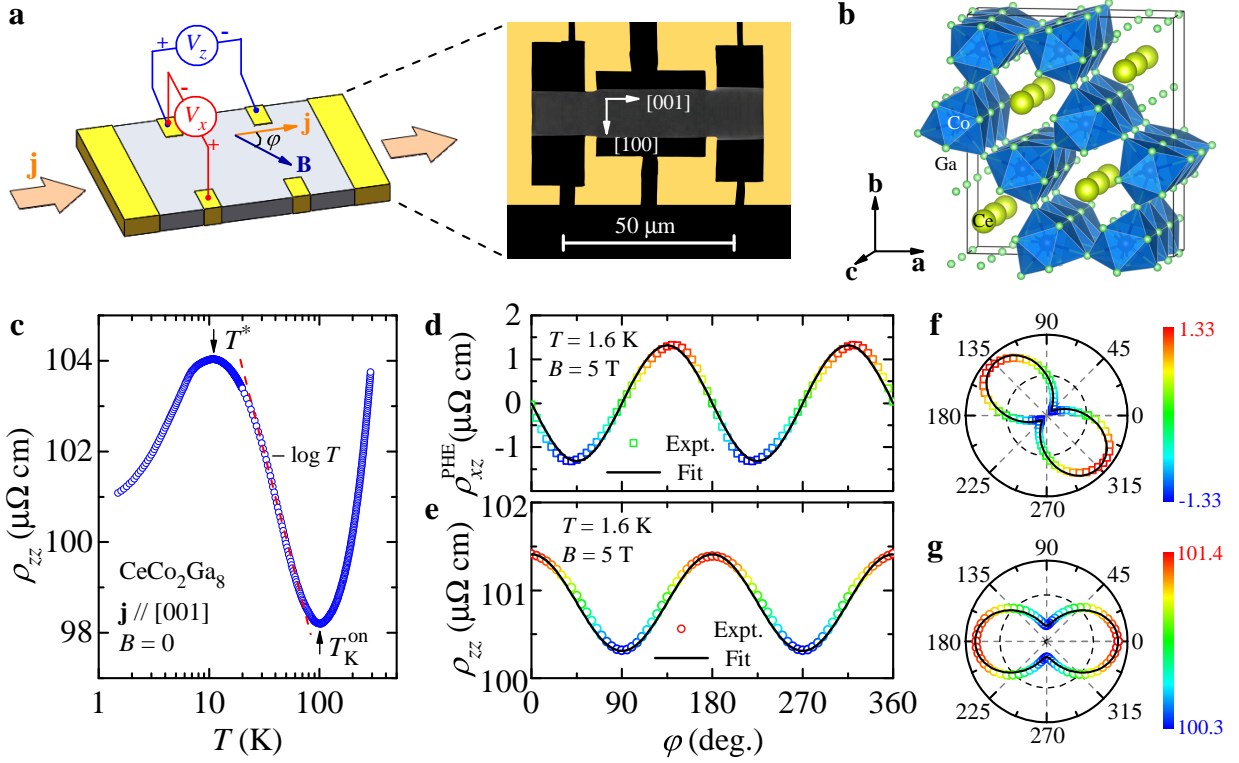 a
+
V_z
-
-
V_x
+
j
φ
B
j
[001]
[100]
50 μm
b
Co
Ga
Ce
b
c
a
c
T^*
− log T
CeCo_2Ga_8
j // [001]
B = 0
T_K^on
ρ_zz (μΩ cm)
104
102
100
98
1
10
100
T (K)
d
T = 1.6 K
B = 5 T
Expt.
Fit
ρ_xz^PHE (μΩ cm)
2
1
0
-1
e
T = 1.6 K
B = 5 T
Expt.
Fit
ρ_zz (μΩ cm)
102
101
100
0
90
180
270
360
φ (deg.)
f
90
135
45
180
0
225
315
270
1.33
-1.33
g
90
135
45
180
0
225
315
270
101.4
100.3